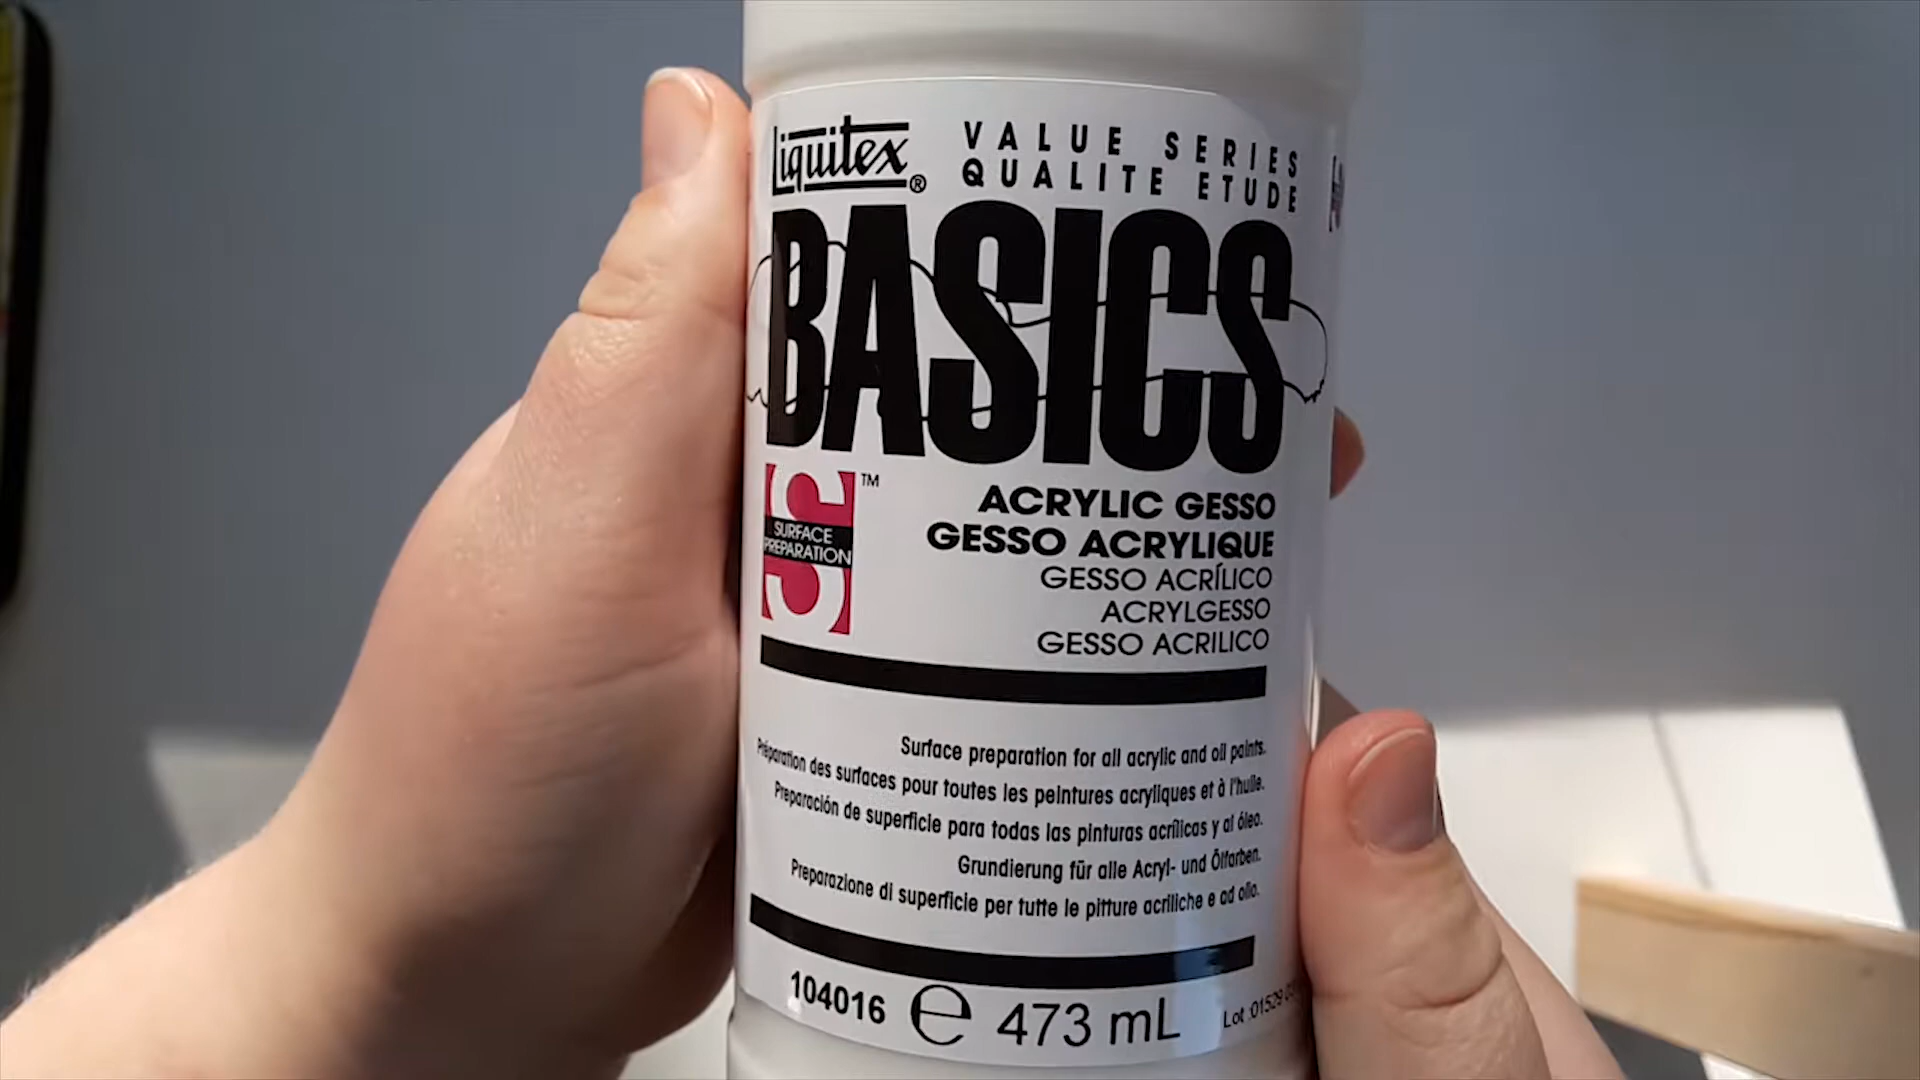 Liquitex®
VALUE SERIES
QUALITE ETUDE
BASICS
TM
SURFACE
PREPARATION
ACRYLIC GESSO
GESSO ACRYLIQUE
GESSO ACRÍLICO
ACRYLGESSO
GESSO ACRILICO
Surface preparation for all acrylic and oil paints.
Préparation des surfaces pour toutes les peintures acryliques et à l'huile.
Preparación de superficie para todas las pinturas acrílicas y al óleo.
Grundierung für alle Acryl- und Ölfarben.
Preparazione di superficie per tutte le pitture acriliche e ad olio.
104016 ℮ 473 mL
Lot :01529